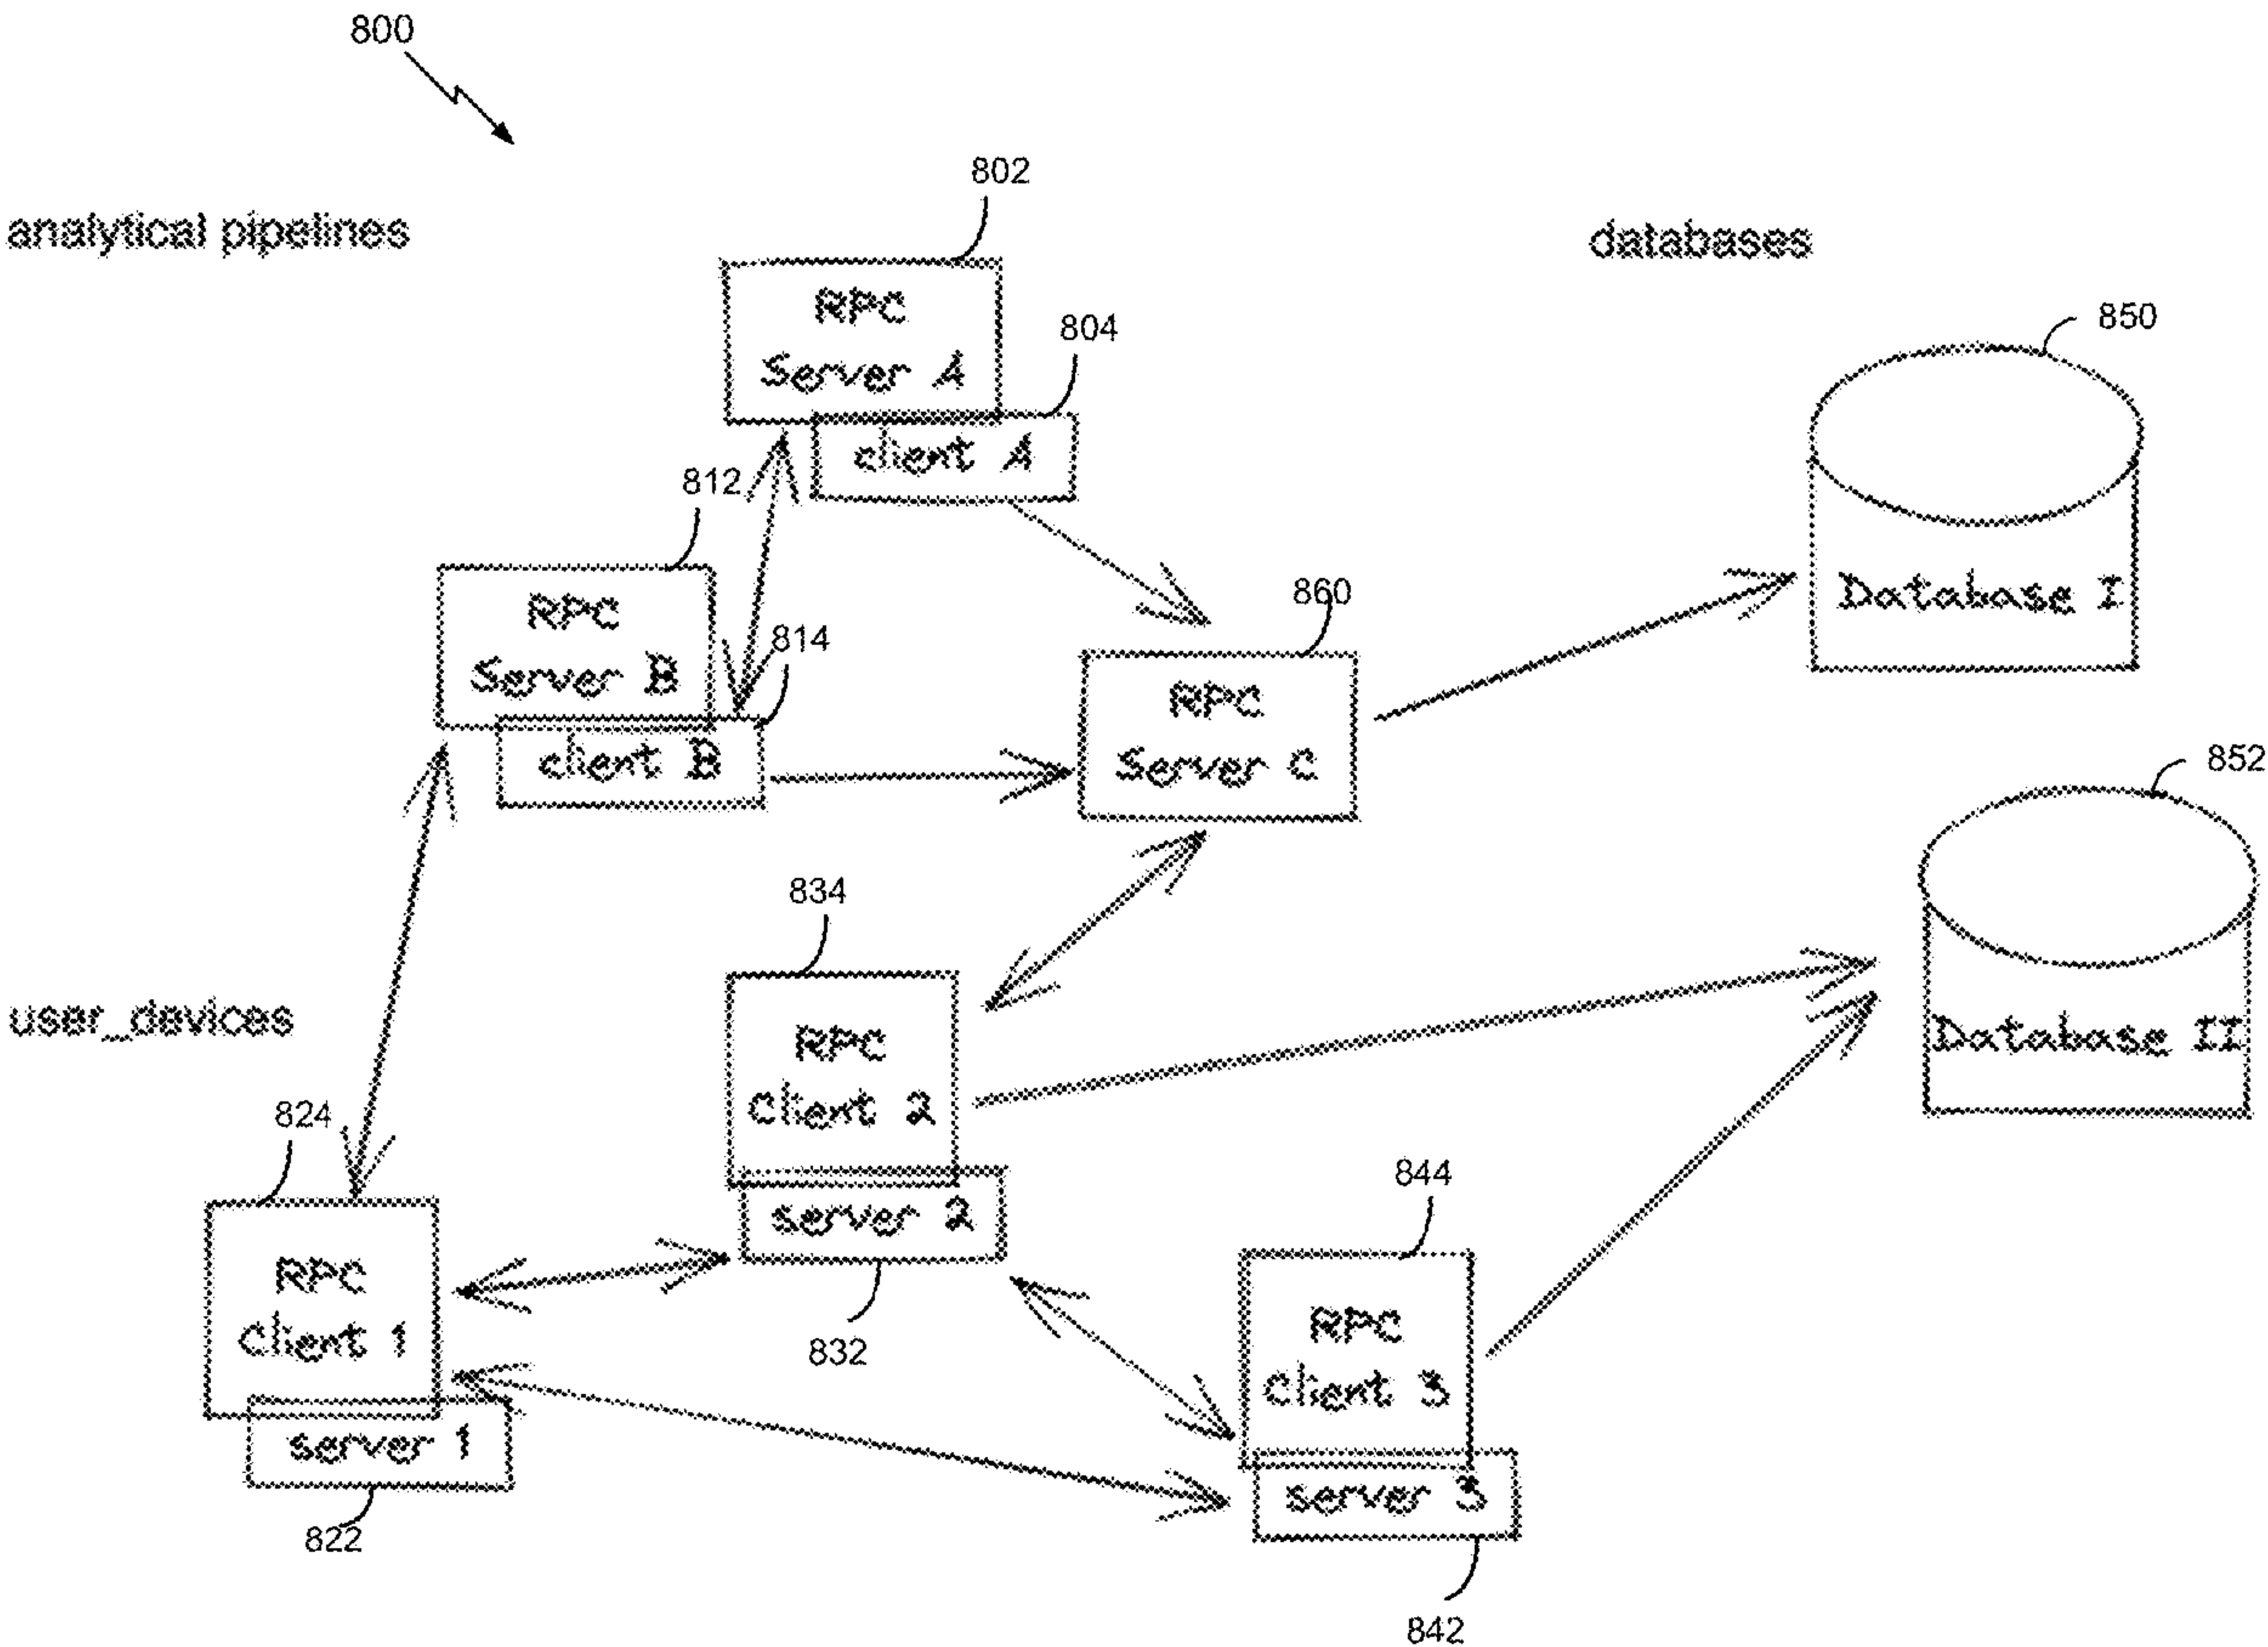 800
802
analytical pipelines
databases
RPC
Server A
804
850
client A
812
Database I
RPC
Server B
814
860
client B
RPC
Server C
852
834
user_devices
RPC
Client 2
Database II
824
server 2
844
RPC
Client 1
832
RPC
Client 3
server 1
822
server 3
842